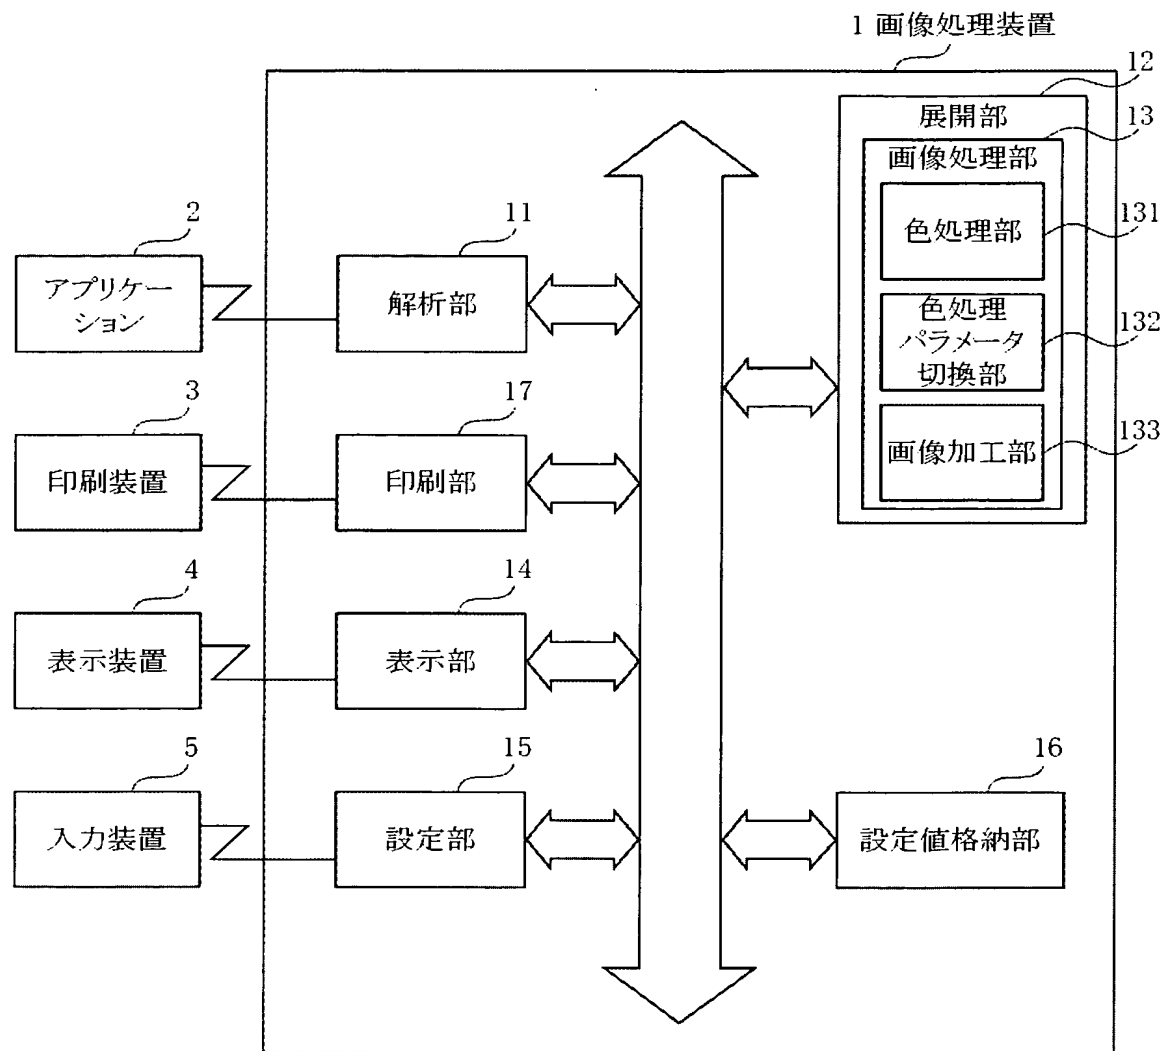 1 画像処理装置
12
展開部
13
画像処理部
色処理部
131
色処理
パラメータ
切換部
132
画像加工部
133
2
アプリケー
ション
11
解析部
3
印刷装置
17
印刷部
4
表示装置
14
表示部
5
入力装置
15
設定部
16
設定値格納部